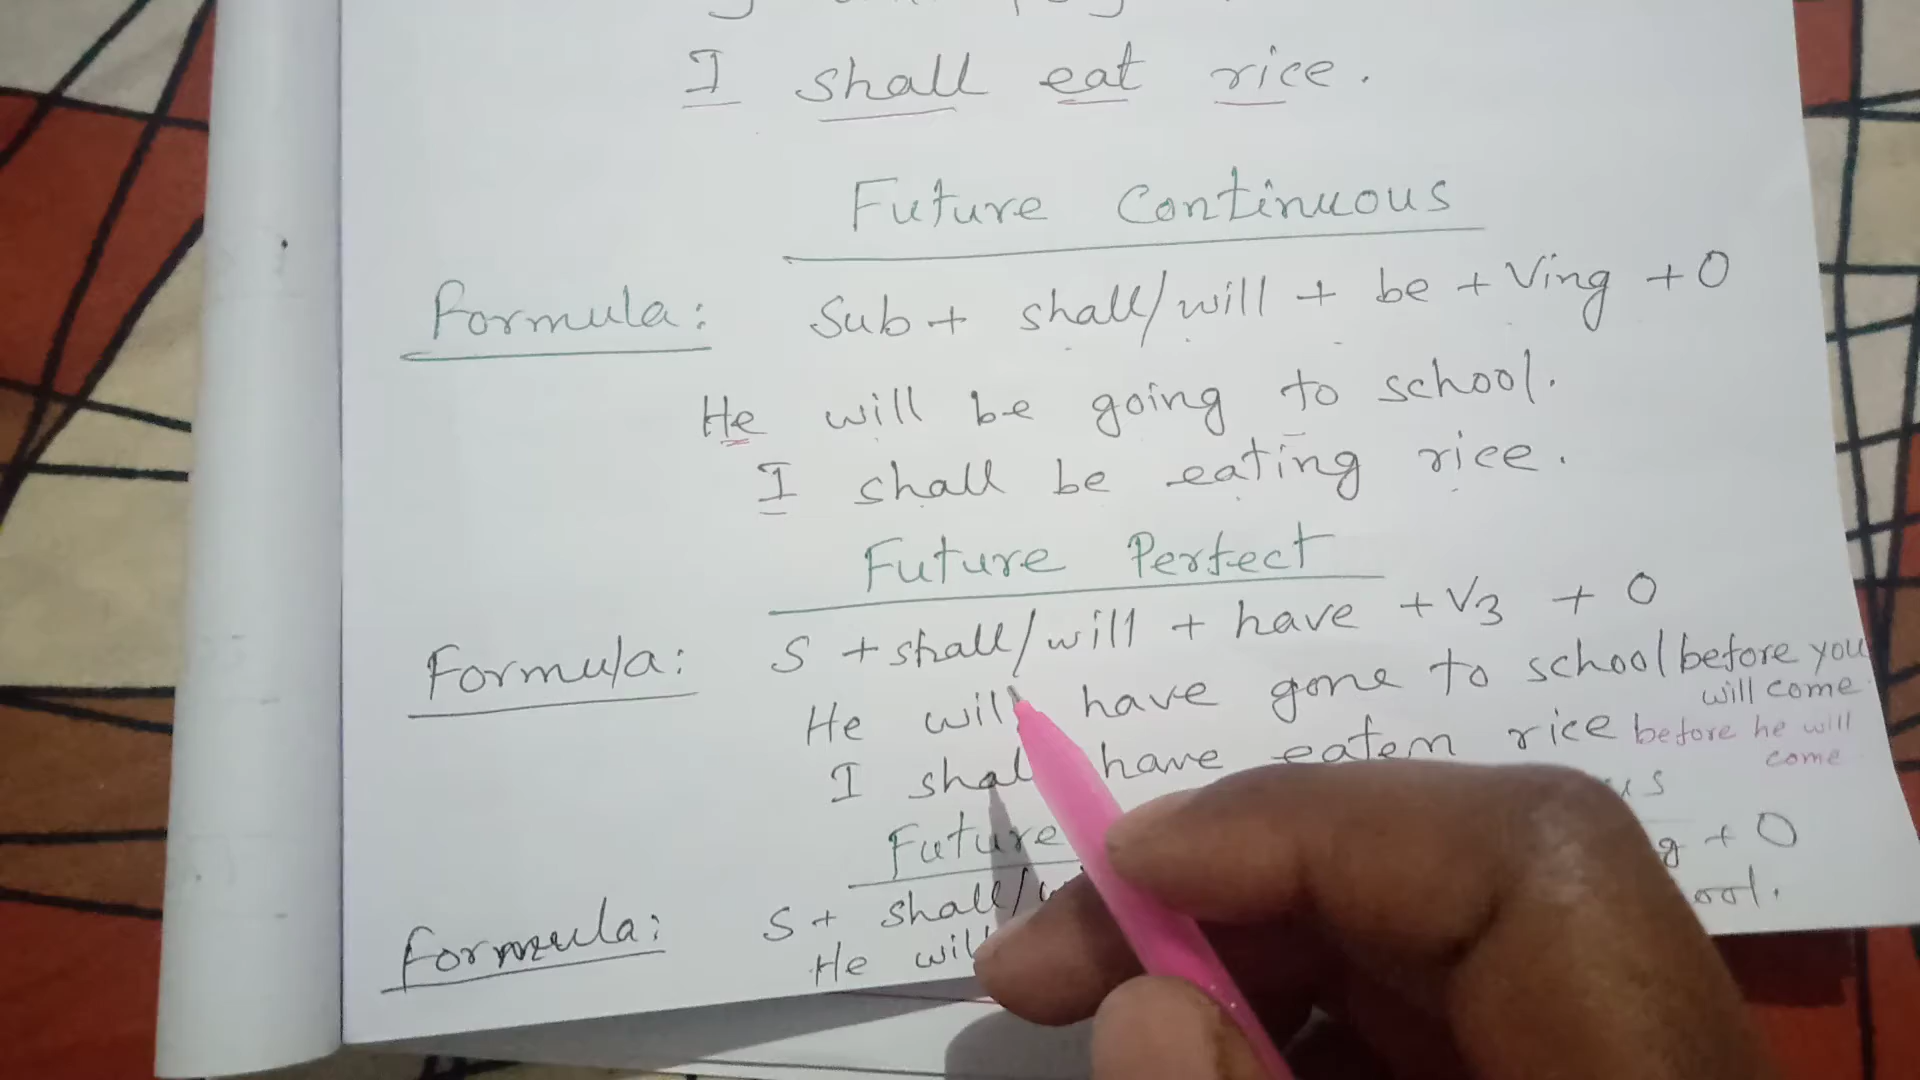 I shall eat rice.
Future Continuous
Formula: Sub + shall/will + be + Ving + O
He will be going to school.
I shall be eating rice.
Future Perfect
Formula: S + shall/will + have + V3 + O
He will have gone to school before you
will come
I shall have eaten rice before he will
come
Future
Formula: S + shall/ g + O
He will